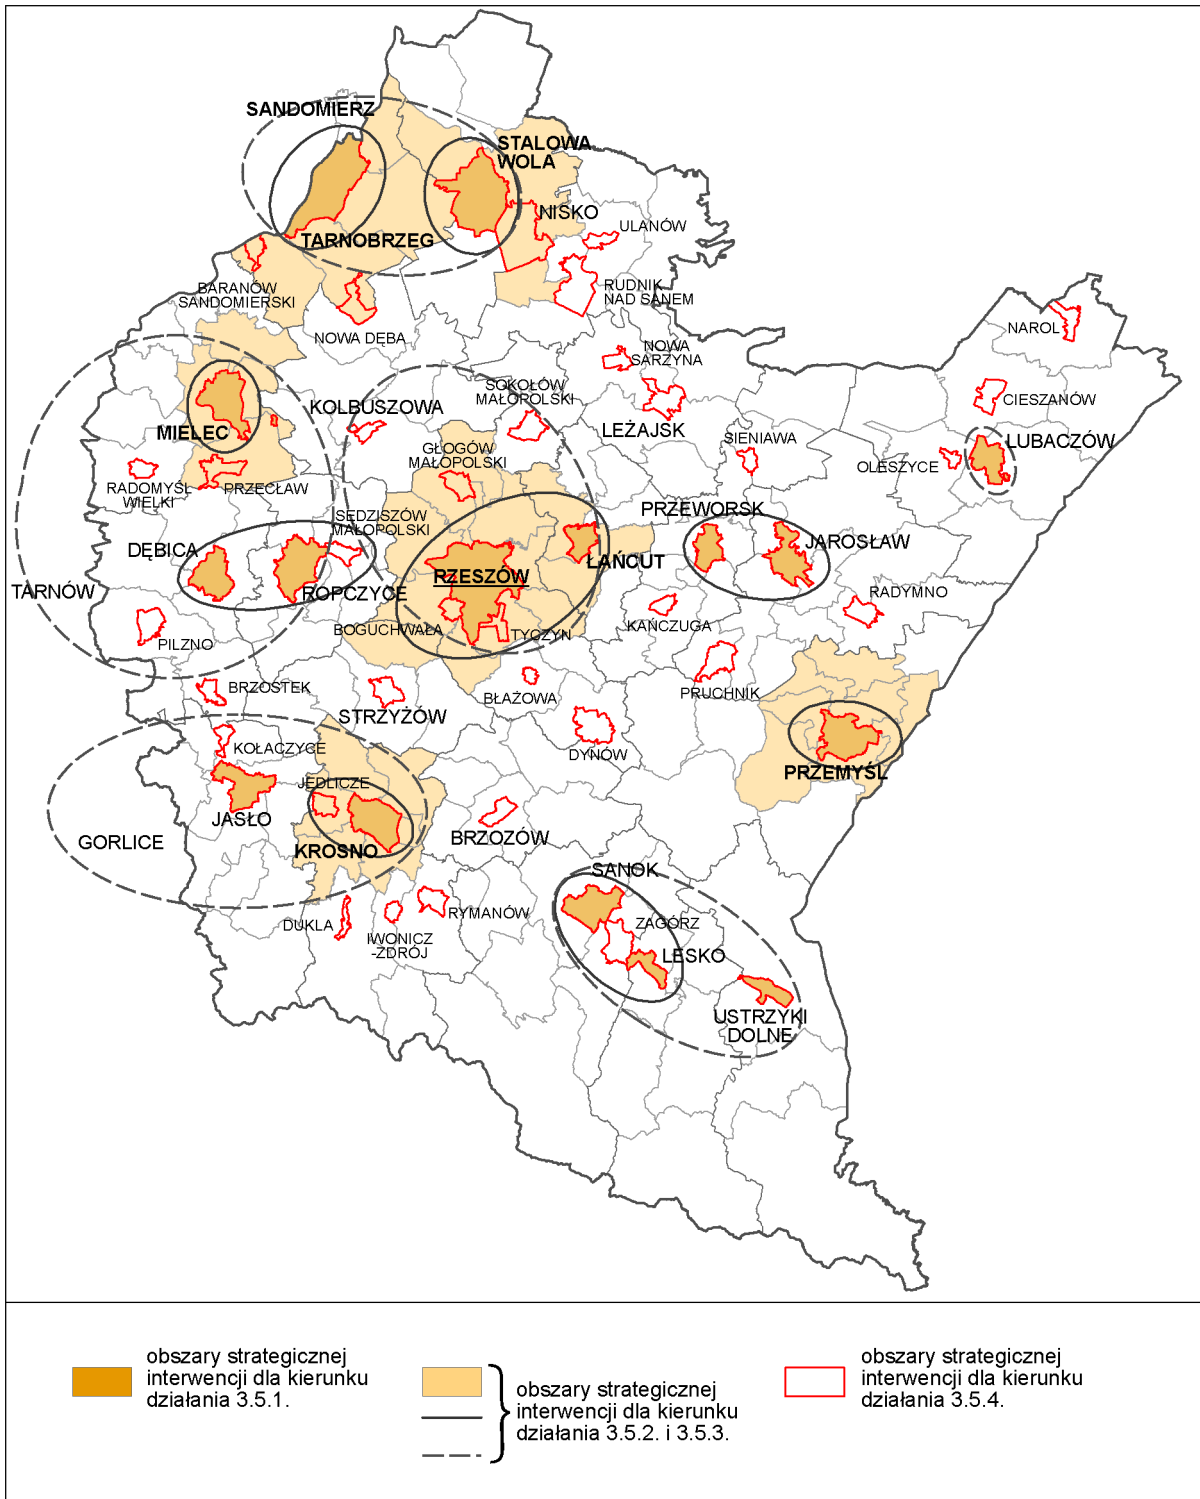 SANDOMIERZ
STALOWA
WOLA
NISKO
ULANÓW
TARNOBRZEG
BARANÓW
SANDOMIERSKI
RUDNIK
NAD SANEM
NOWA DĘBA
NAROL
NOWA
SARZYNA
KOLBUSZOWA
SOKOŁÓW
MAŁOPOLSKI
CIESZANÓW
MIELEC
LEŻAJSK
SIENIAWA
LUBACZÓW
GŁOGÓW
MAŁOPOLSKI
OLESZYCE
RADOMYŚL
WIELKI
PRZECŁAW
SĘDZISZÓW
MAŁOPOLSKI
PRZEWORSK
DĘBICA
JAROSŁAW
ŁAŃCUT
RZESZÓW
TARNÓW
ROPCZYCE
RADYMNO
KAŃCZUGA
BOGUCHWAŁA
TYCZYN
PILZNO
BRZOSTEK
STRZYŻÓW
BŁAŻOWA
PRUCHNIK
KOŁACZYCE
DYNÓW
PRZEMYŚL
JEDLICZE
JASŁO
GORLICE
KROSNO
BRZOZÓW
SANOK
DUKLA
IWONICZ
-ZDRÓJ
RYMANÓW
ZAGÓRZ
LESKO
USTRZYKI
DOLNE
obszary strategicznej
interwencji dla kierunku
działania 3.5.1.
obszary strategicznej
interwencji dla kierunku
działania 3.5.2. i 3.5.3.
obszary strategicznej
interwencji dla kierunku
działania 3.5.4.